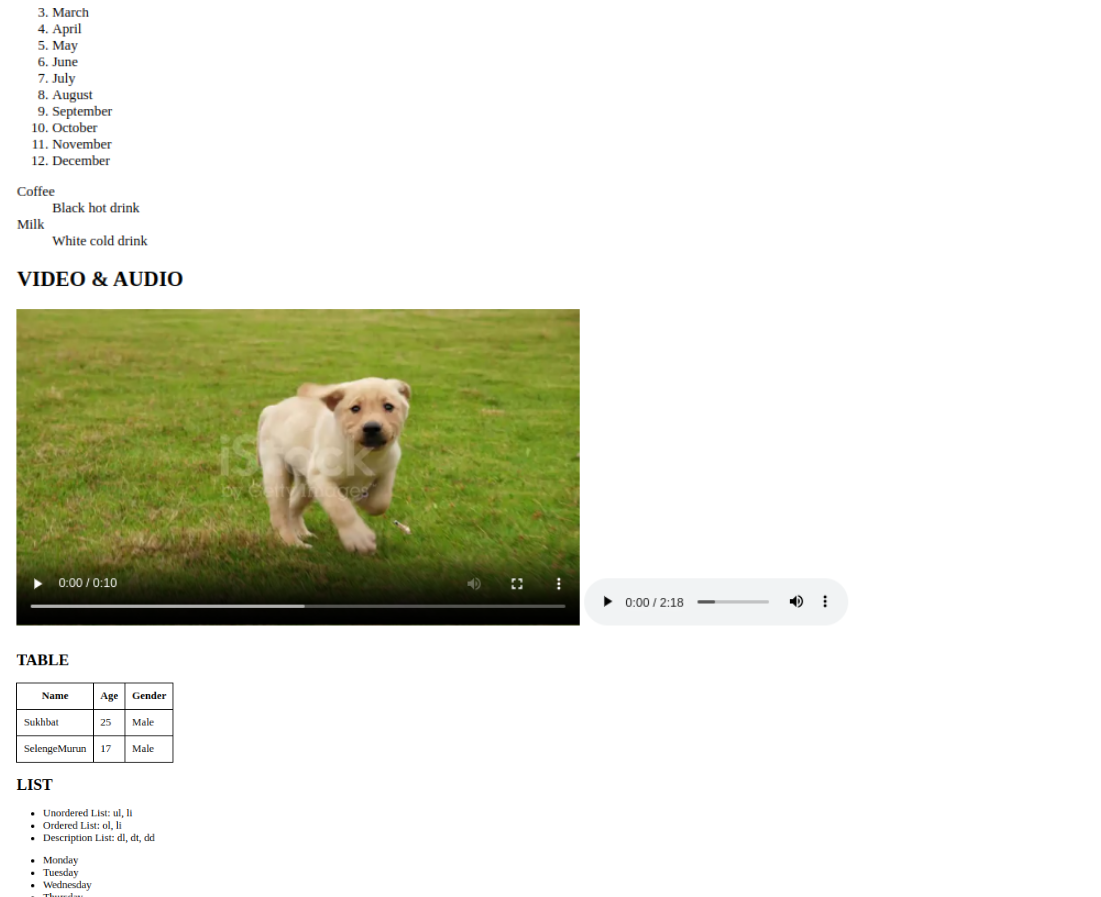 3. March
4. April
5. May
6. June
7. July
8. August
9. September
10. October
11. November
12. December
Coffee
Black hot drink
Milk
White cold drink
VIDEO & AUDIO
iStock
by Getty Images
0:00 / 0:10
0:00 / 2:18
TABLE
Name Age Gender
Sukhbat 25 Male
SelengeMurun 17 Male
LIST
• Unordered List: ul, li
• Ordered List: ol, li
• Description List: dl, dt, dd
• Monday
• Tuesday
• Wednesday
• Thursday